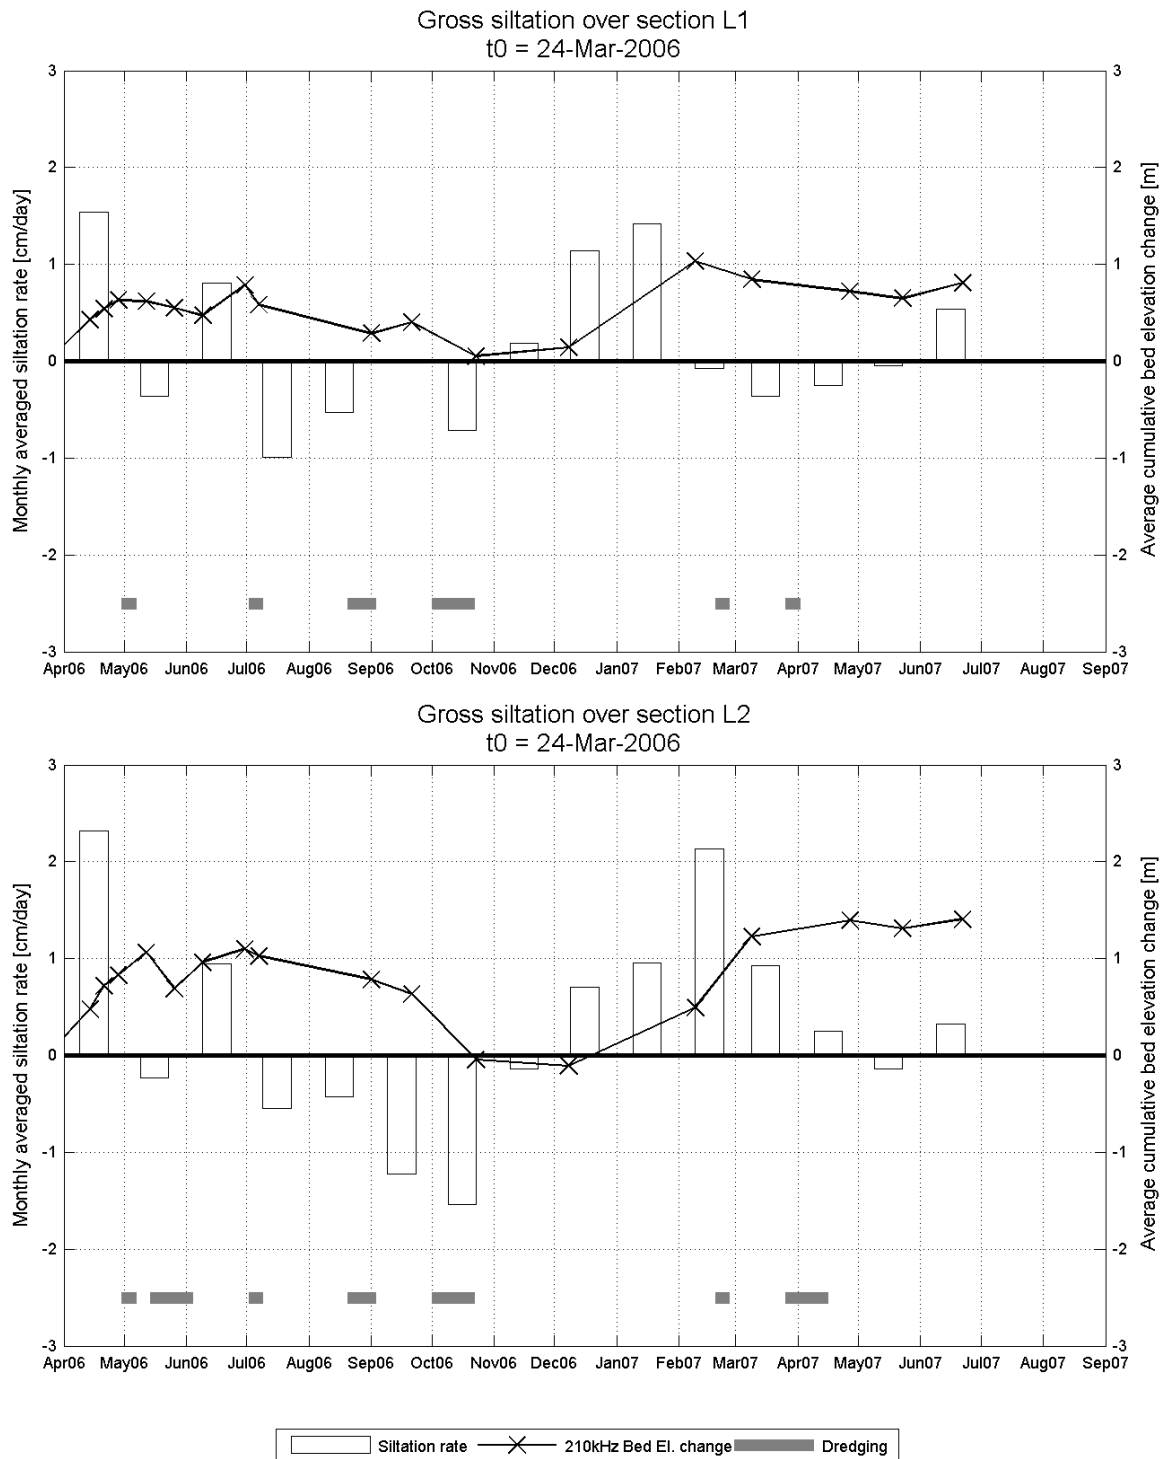 Gross siltation over section L1
t0 = 24-Mar-2006
Monthly averaged siltation rate [cm/day]
3
2
1
0
-1
-2
-3
3
2
1
0
-1
-2
-3
Average cumulative bed elevation change [m]
Apr06 May06 Jun06 Jul06 Aug06 Sep06 Oct06 Nov06 Dec06 Jan07 Feb07 Mar07 Apr07 May07 Jun07 Jul07 Aug07 Sep07
Gross siltation over section L2
t0 = 24-Mar-2006
Monthly averaged siltation rate [cm/day]
3
2
1
0
-1
-2
-3
3
2
1
0
-1
-2
-3
Average cumulative bed elevation change [m]
Apr06 May06 Jun06 Jul06 Aug06 Sep06 Oct06 Nov06 Dec06 Jan07 Feb07 Mar07 Apr07 May07 Jun07 Jul07 Aug07 Sep07
Siltation rate 210kHz Bed El. change Dredging